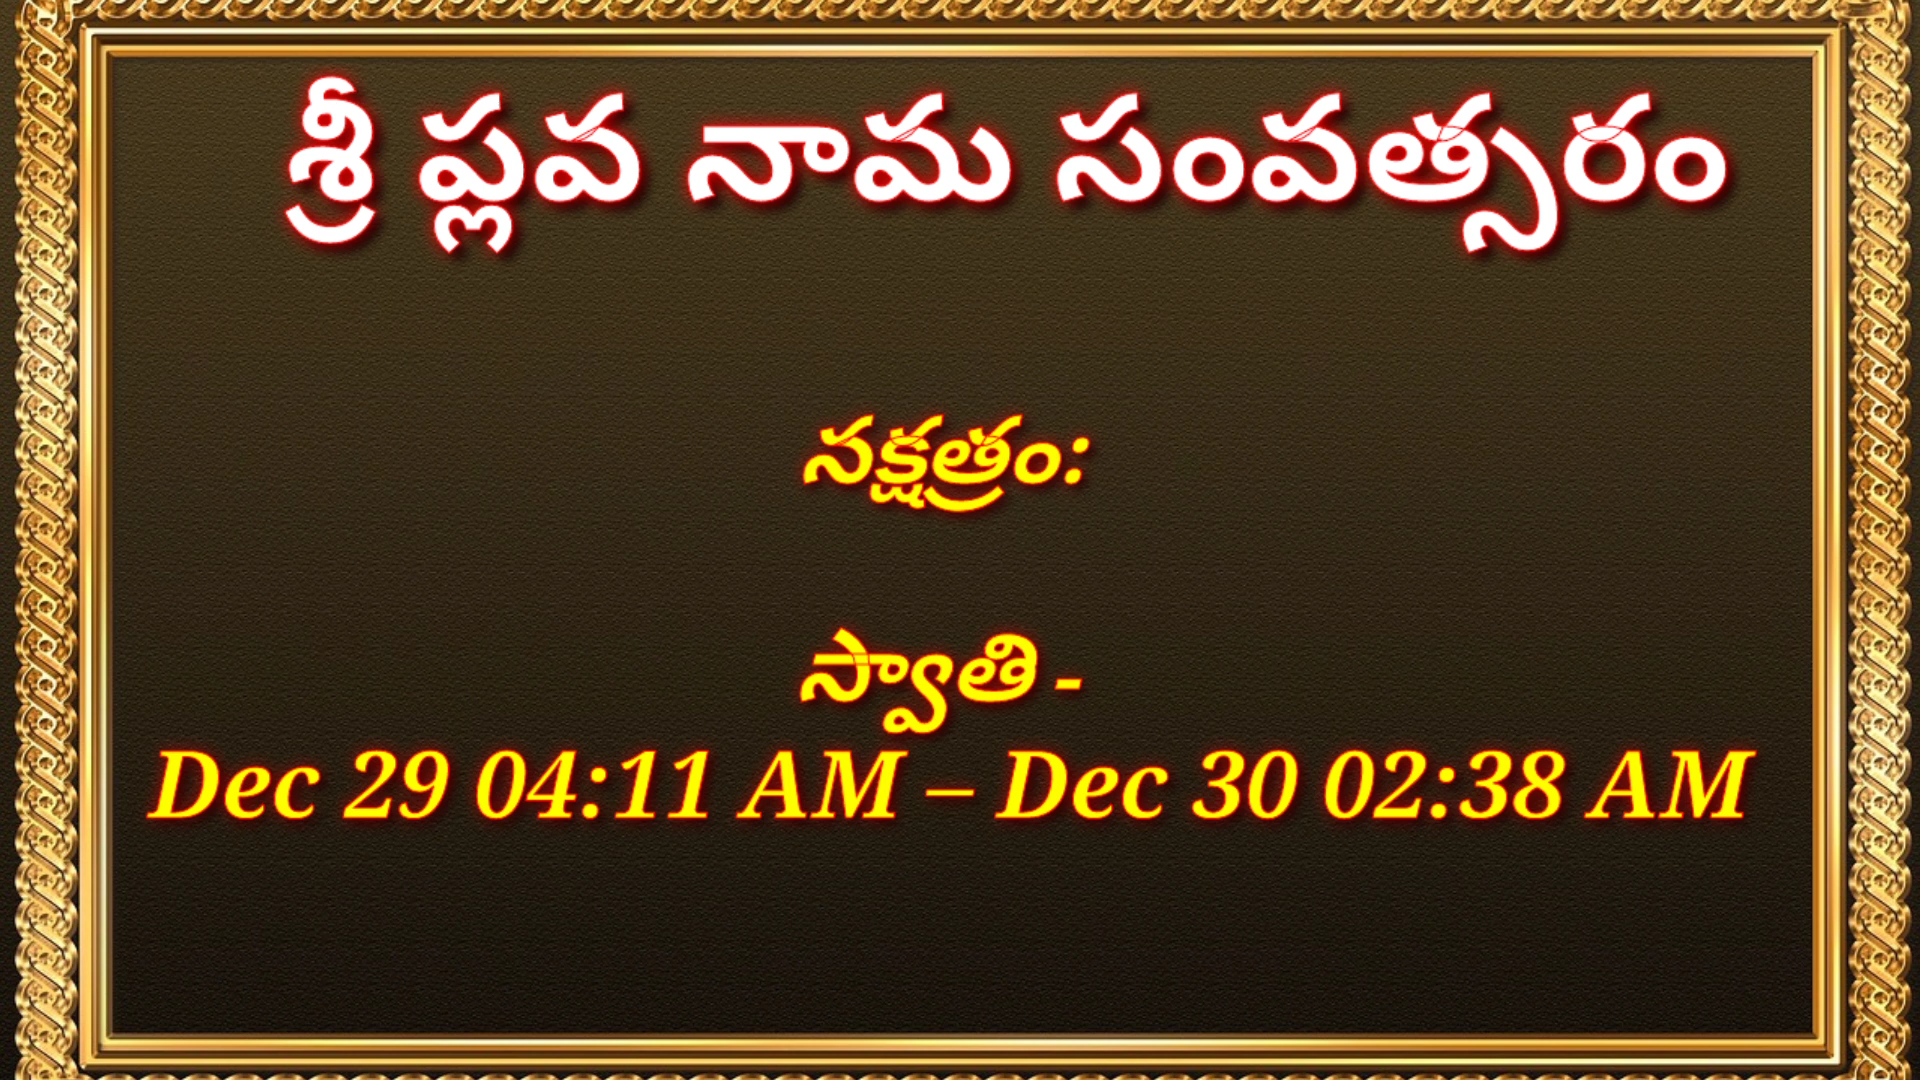 శ్రీ ప్లవ నామ సంవత్సరం
నక్షత్రం:
స్వాతి -
Dec 29 04:11 AM – Dec 30 02:38 AM